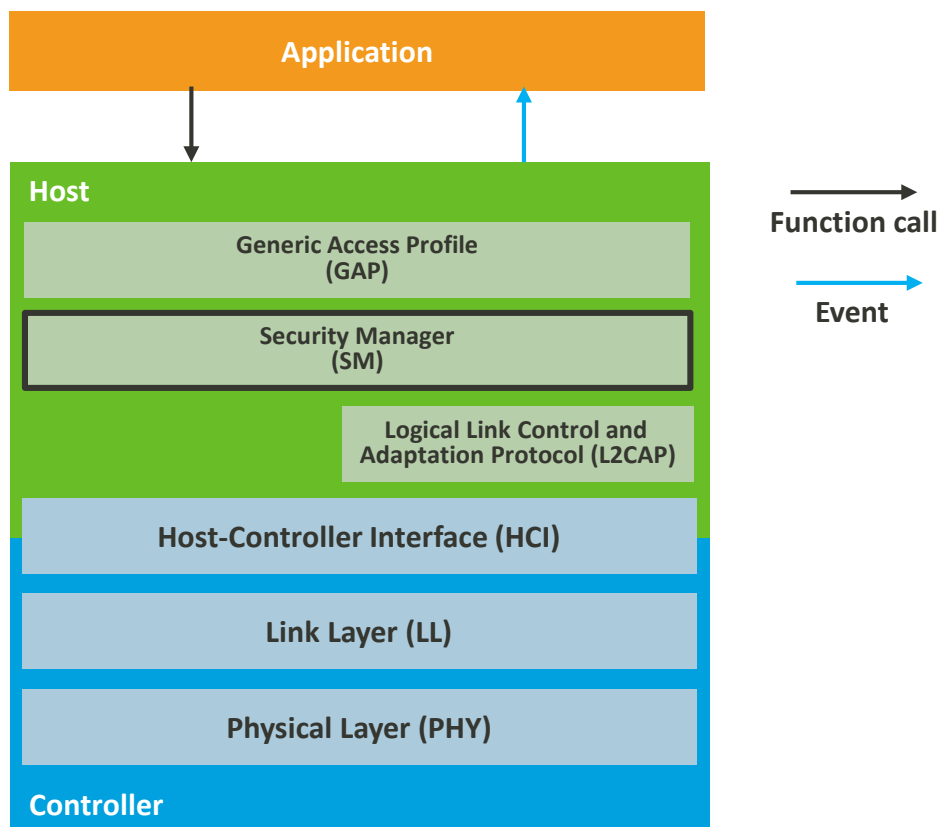 Application
Host
Generic Access Profile
(GAP)
Security Manager
(SM)
Logical Link Control and
Adaptation Protocol (L2CAP)
Host-Controller Interface (HCI)
Link Layer (LL)
Physical Layer (PHY)
Controller
Function call
Event